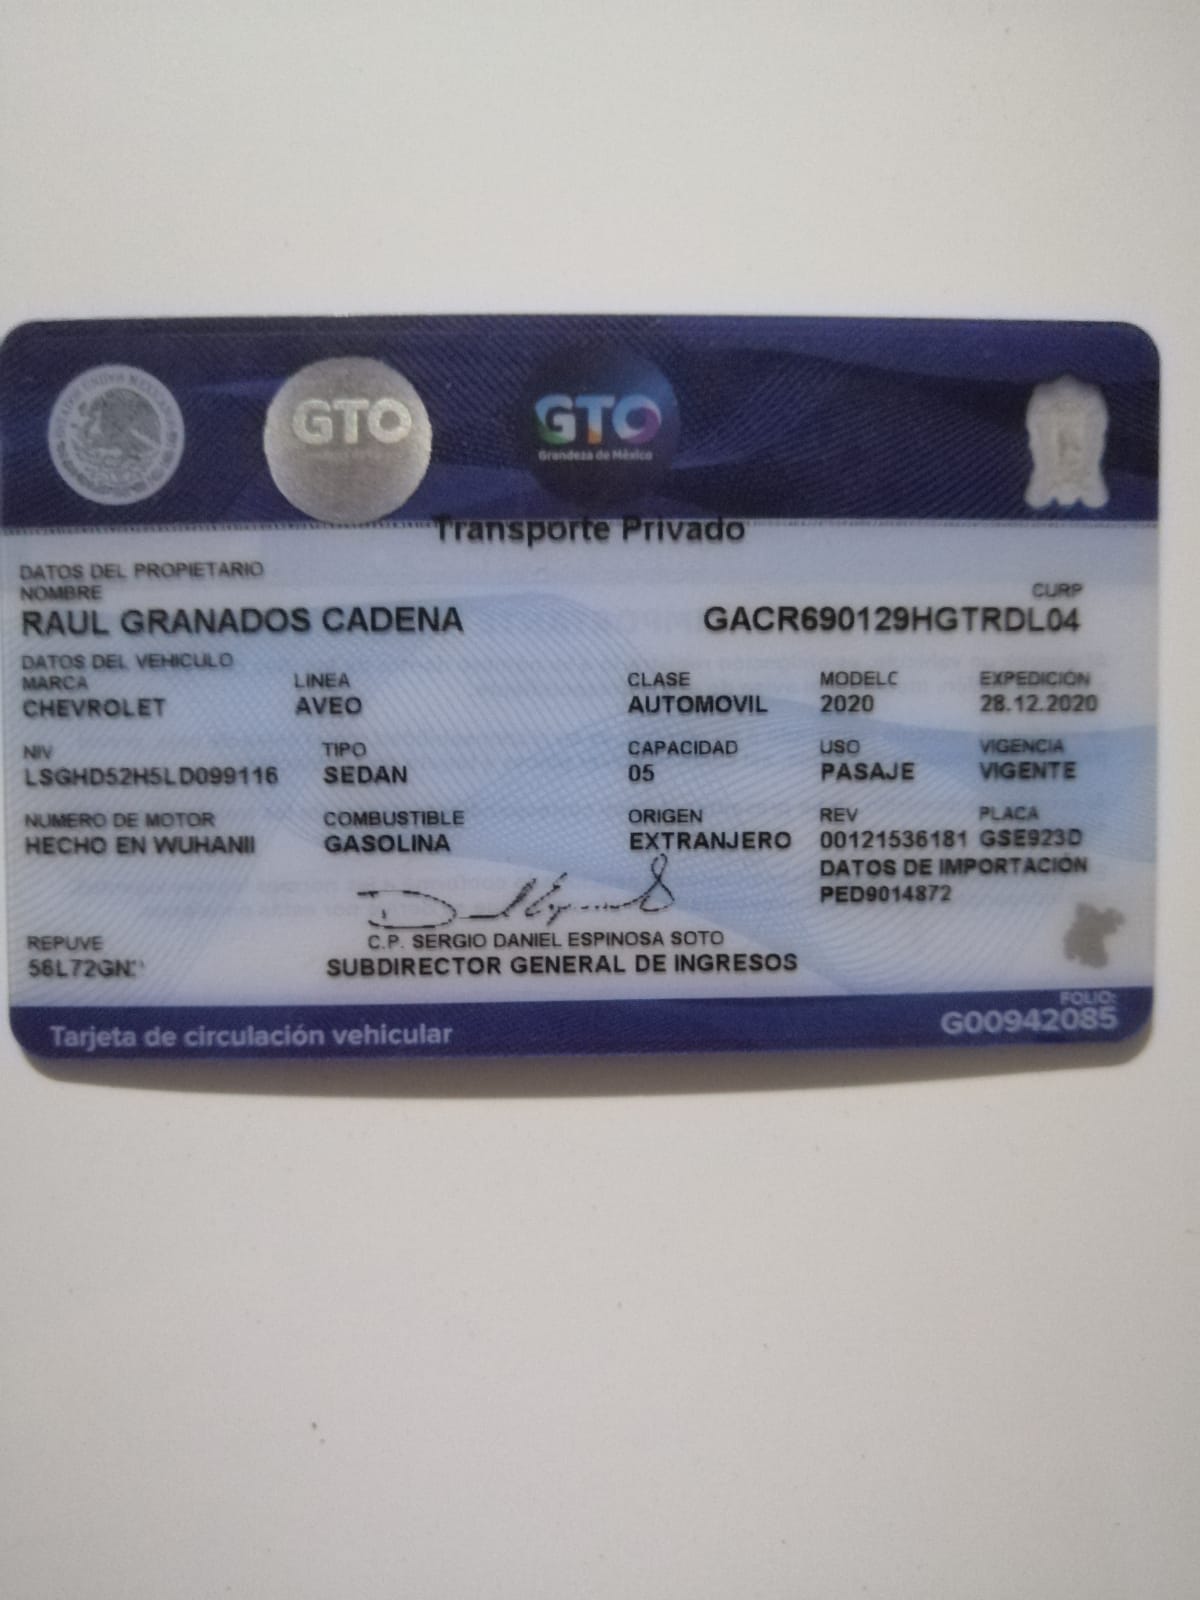 GTO
GTO
Grandeza de México
Transporte Privado
DATOS DEL PROPIETARIO
NOMBRE CURP
RAUL GRANADOS CADENA GACR690129HGTRDL04
DATOS DEL VEHICULO
MARCA LINEA CLASE MODELO EXPEDICIÓN
CHEVROLET AVEO AUTOMOVIL 2020 28.12.2020
NIV TIPO CAPACIDAD USO VIGENCIA
LSGHD52H5LD099116 SEDAN 05 PASAJE VIGENTE
NUMERO DE MOTOR COMBUSTIBLE ORIGEN REV PLACA
HECHO EN WUHANII GASOLINA EXTRANJERO 00121536181 GSE923D
DATOS DE IMPORTACIÓN
PED9014872
REPUVE C.P. SERGIO DANIEL ESPINOSA SOTO
SUBDIRECTOR GENERAL DE INGRESOS
FOLIO:
Tarjeta de circulación vehicular G00942085